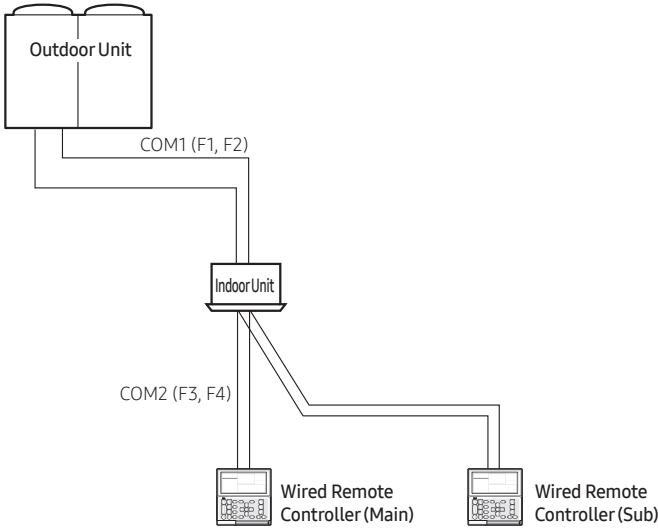 Outdoor Unit
COM1 (F1, F2)
Indoor Unit
COM2 (F3, F4)
Wired Remote
Controller (Main)
Wired Remote
Controller (Sub)